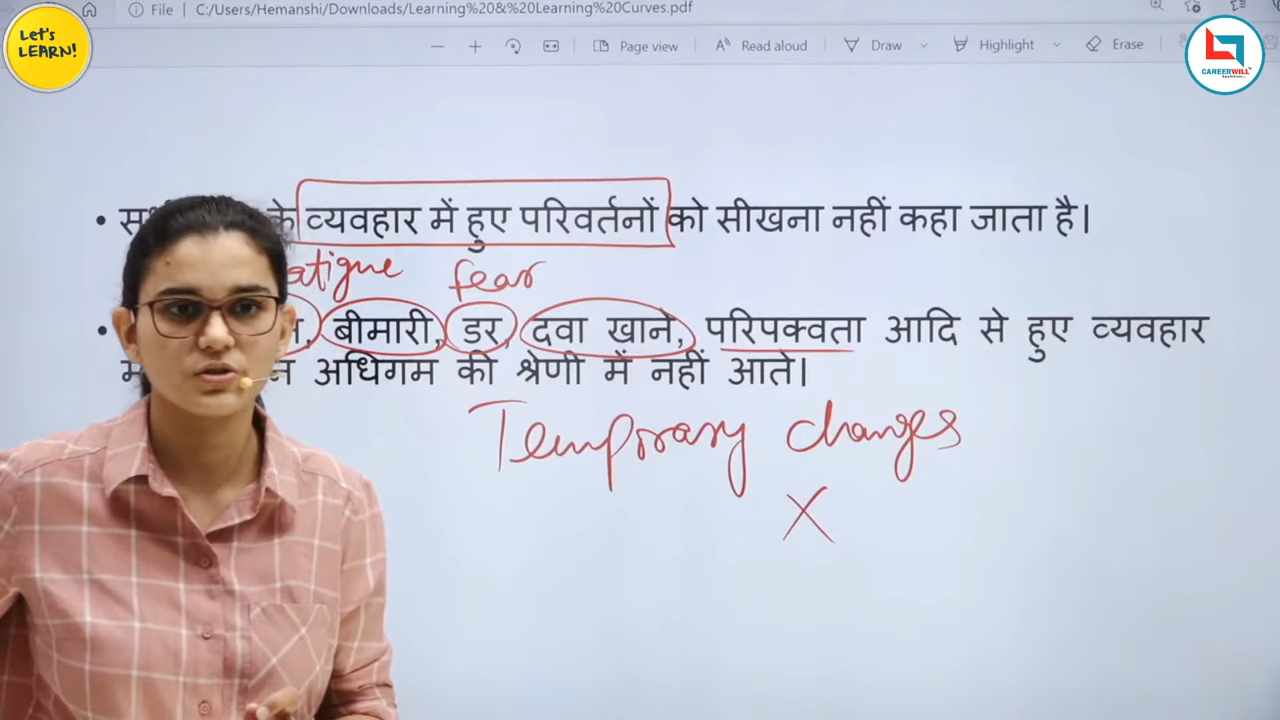 Let's
LEARN!
File | C:/Users/Hemanshi/Downloads/Learning%20&%20Learning%20Curves.pdf
Page view Read aloud Draw Highlight Erase
CAREERWILL
• के व्यवहार में हुए परिवर्तनों को सीखना नहीं कहा जाता है।
fear
• बीमारी, डर, दवा खाने, परिपक्वता आदि से हुए व्यवहार
अधिगम की श्रेणी में नहीं आते।
Temporary changes
X